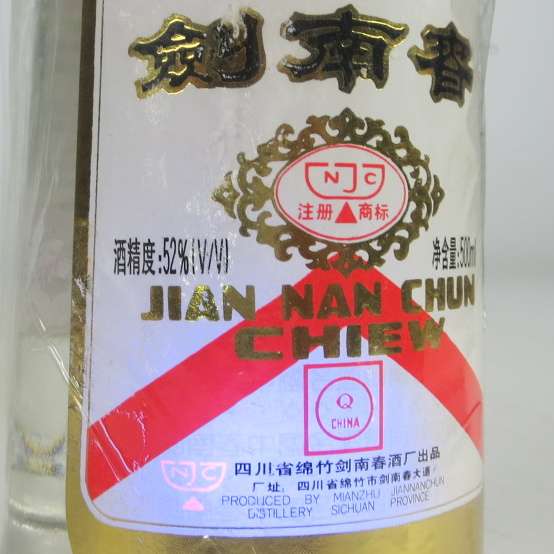 劍南春
NJC
注册 商标
酒精度:52%(V/V)
净含量:500ml
JIAN NAN CHUN
CHIEW
Q
CHINA
NJC
四川省绵竹剑南春酒厂出品
厂址: 四川省绵竹市剑南春大道
PRODUCED BY MIANZHU JIANNANCHUN
DISTILLERY SICHUAN PROVINCE